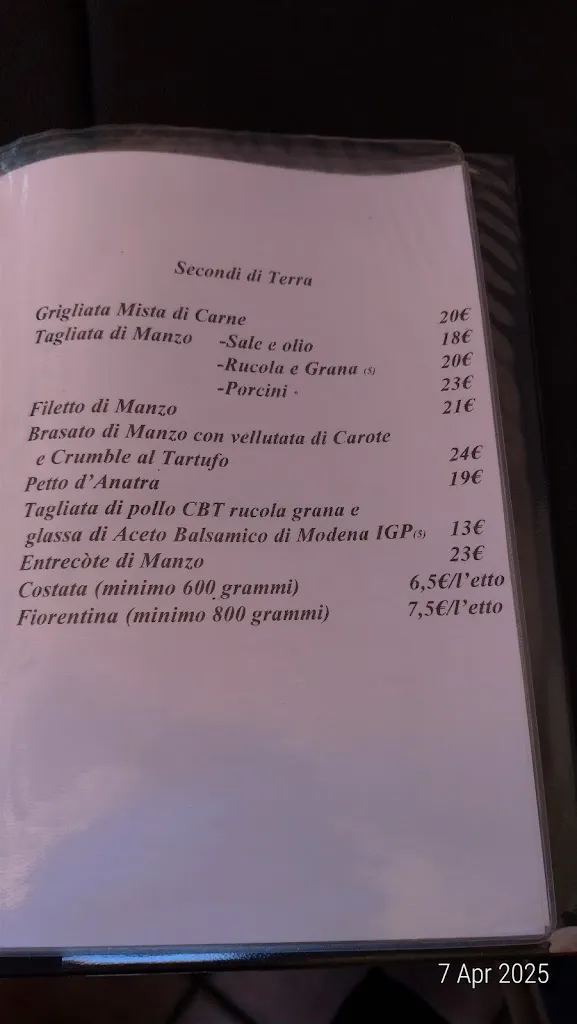 Secondi di Terra
Grigliata Mista di Carne 20€
Tagliata di Manzo -Sale e olio 18€
-Rucola e Grana (5) 20€
-Porcini 23€
Filetto di Manzo 21€
Brasato di Manzo con vellutata di Carote
e Crumble al Tartufo 24€
Petto d'Anatra 19€
Tagliata di pollo CBT rucola grana e
glassa di Aceto Balsamico di Modena IGP(5) 13€
Entrecòte di Manzo 23€
Costata (minimo 600 grammi) 6,5€/l'etto
Fiorentina (minimo 800 grammi) 7,5€/l'etto
7 Apr 2025